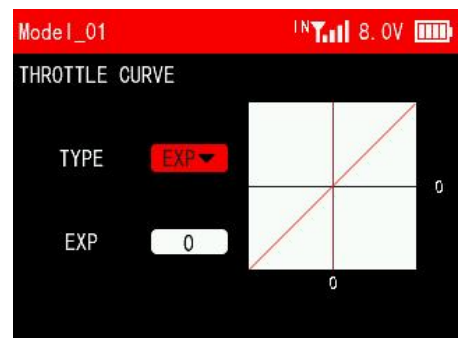 Model_01 IN 8.0V
THROTTLE CURVE
TYPE EXP
0
EXP 0
0